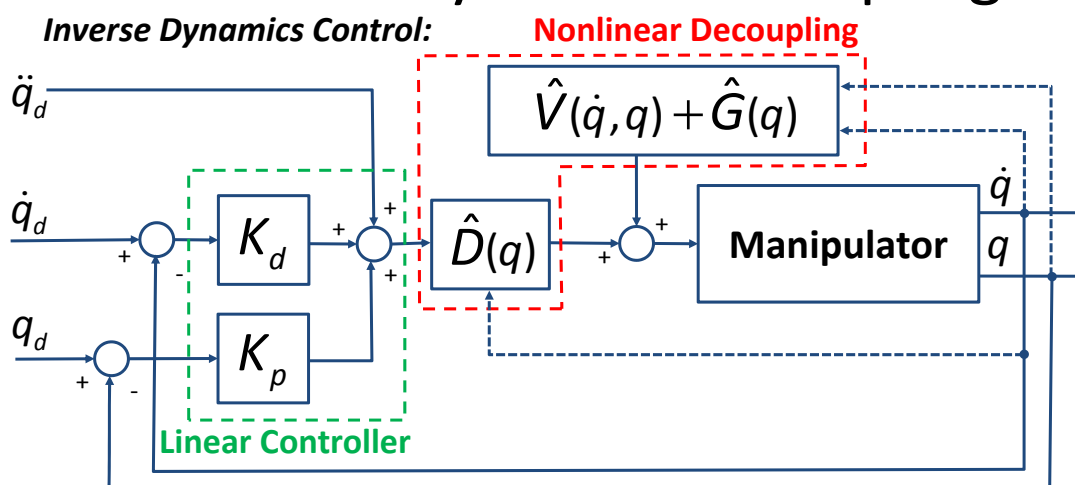 Inverse Dynamics Control:
Nonlinear Decoupling
q̈_d
V̂(q̇,q)+Ĝ(q)
q̇_d
+
-
K_d
+
+
+
D̂(q)
+
+
Manipulator
q̇
q
q_d
+
-
K_p
Linear Controller